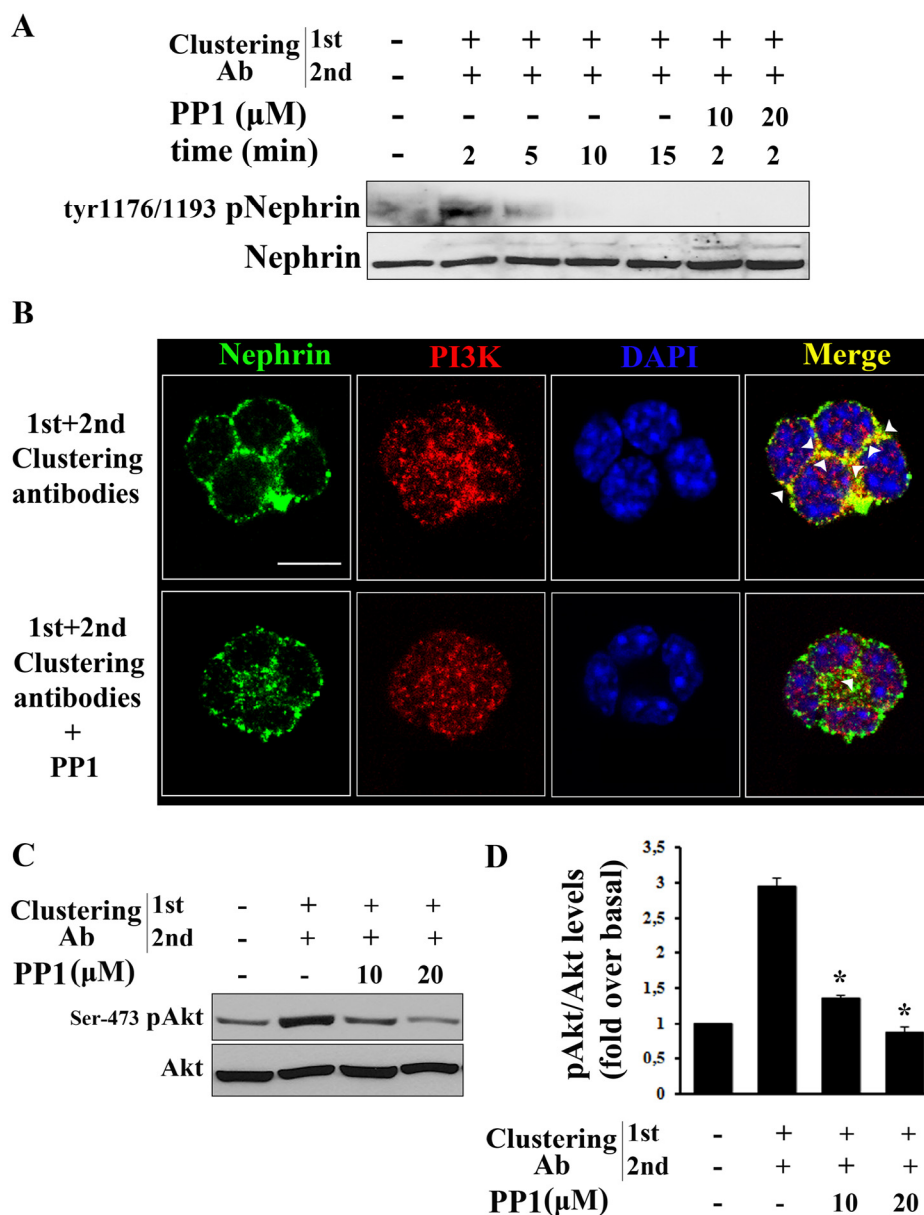 A
Clustering 1st - + + + + + +
Ab 2nd - + + + + + +
PP1 (μM) - - - - - 10 20
time (min) - 2 5 10 15 2 2
tyr1176/1193 pNephrin
Nephrin
B
Nephrin PI3K DAPI Merge
1st+2nd
Clustering
antibodies
1st+2nd
Clustering
antibodies
+
PP1
C
Clustering 1st - + + +
Ab 2nd - + + +
PP1 (μM) - - 10 20
Ser-473 pAkt
Akt
D
pAkt/Akt levels
(fold over basal)
3,5
3
2,5
2
1,5
1
0,5
0
*
*
Clustering 1st - + + +
Ab 2nd - + + +
PP1(μM) - - 10 20